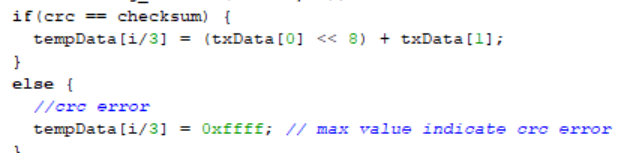 if(crc == checksum) {
tempData[i/3] = (txData[0] << 8) + txData[1];
}
else {
//crc error
tempData[i/3] = 0xffff; // max value indicate crc error
}